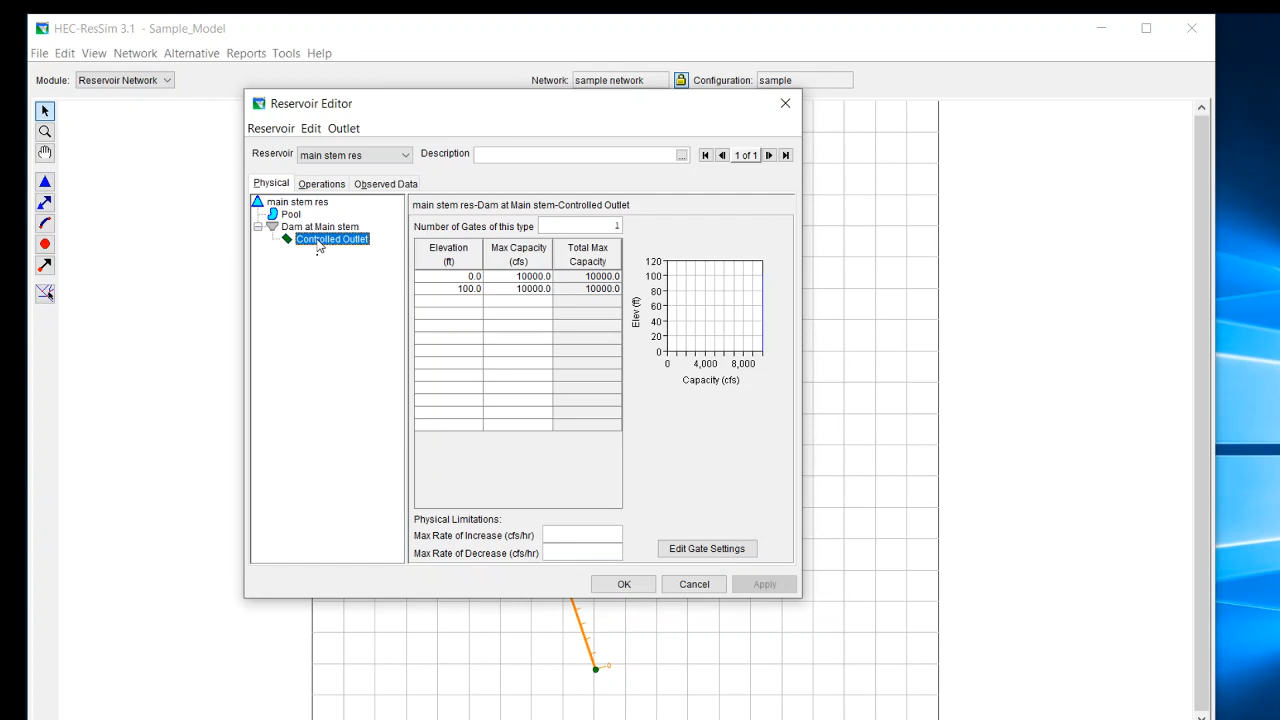 HEC-ResSim 3.1 - Sample_Model
File Edit View Network Alternative Reports Tools Help
Module: Reservoir Network Network: sample network Configuration: sample
Reservoir Editor
Reservoir Edit Outlet
Reservoir main stem res Description ... 1 of 1
Physical Operations Observed Data
main stem res
Pool
Dam at Main stem
Controlled Outlet
main stem res-Dam at Main stem-Controlled Outlet
Number of Gates of this type 1
Elevation (ft) Max Capacity (cfs) Total Max Capacity
0.0 10000.0 10000.0
100.0 10000.0 10000.0
120
100
80
60
40
20
0
Elev (ft)
0 4,000 8,000
Capacity (cfs)
Physical Limitations:
Max Rate of Increase (cfs/hr)
Max Rate of Decrease (cfs/hr)
Edit Gate Settings
OK Cancel Apply
0